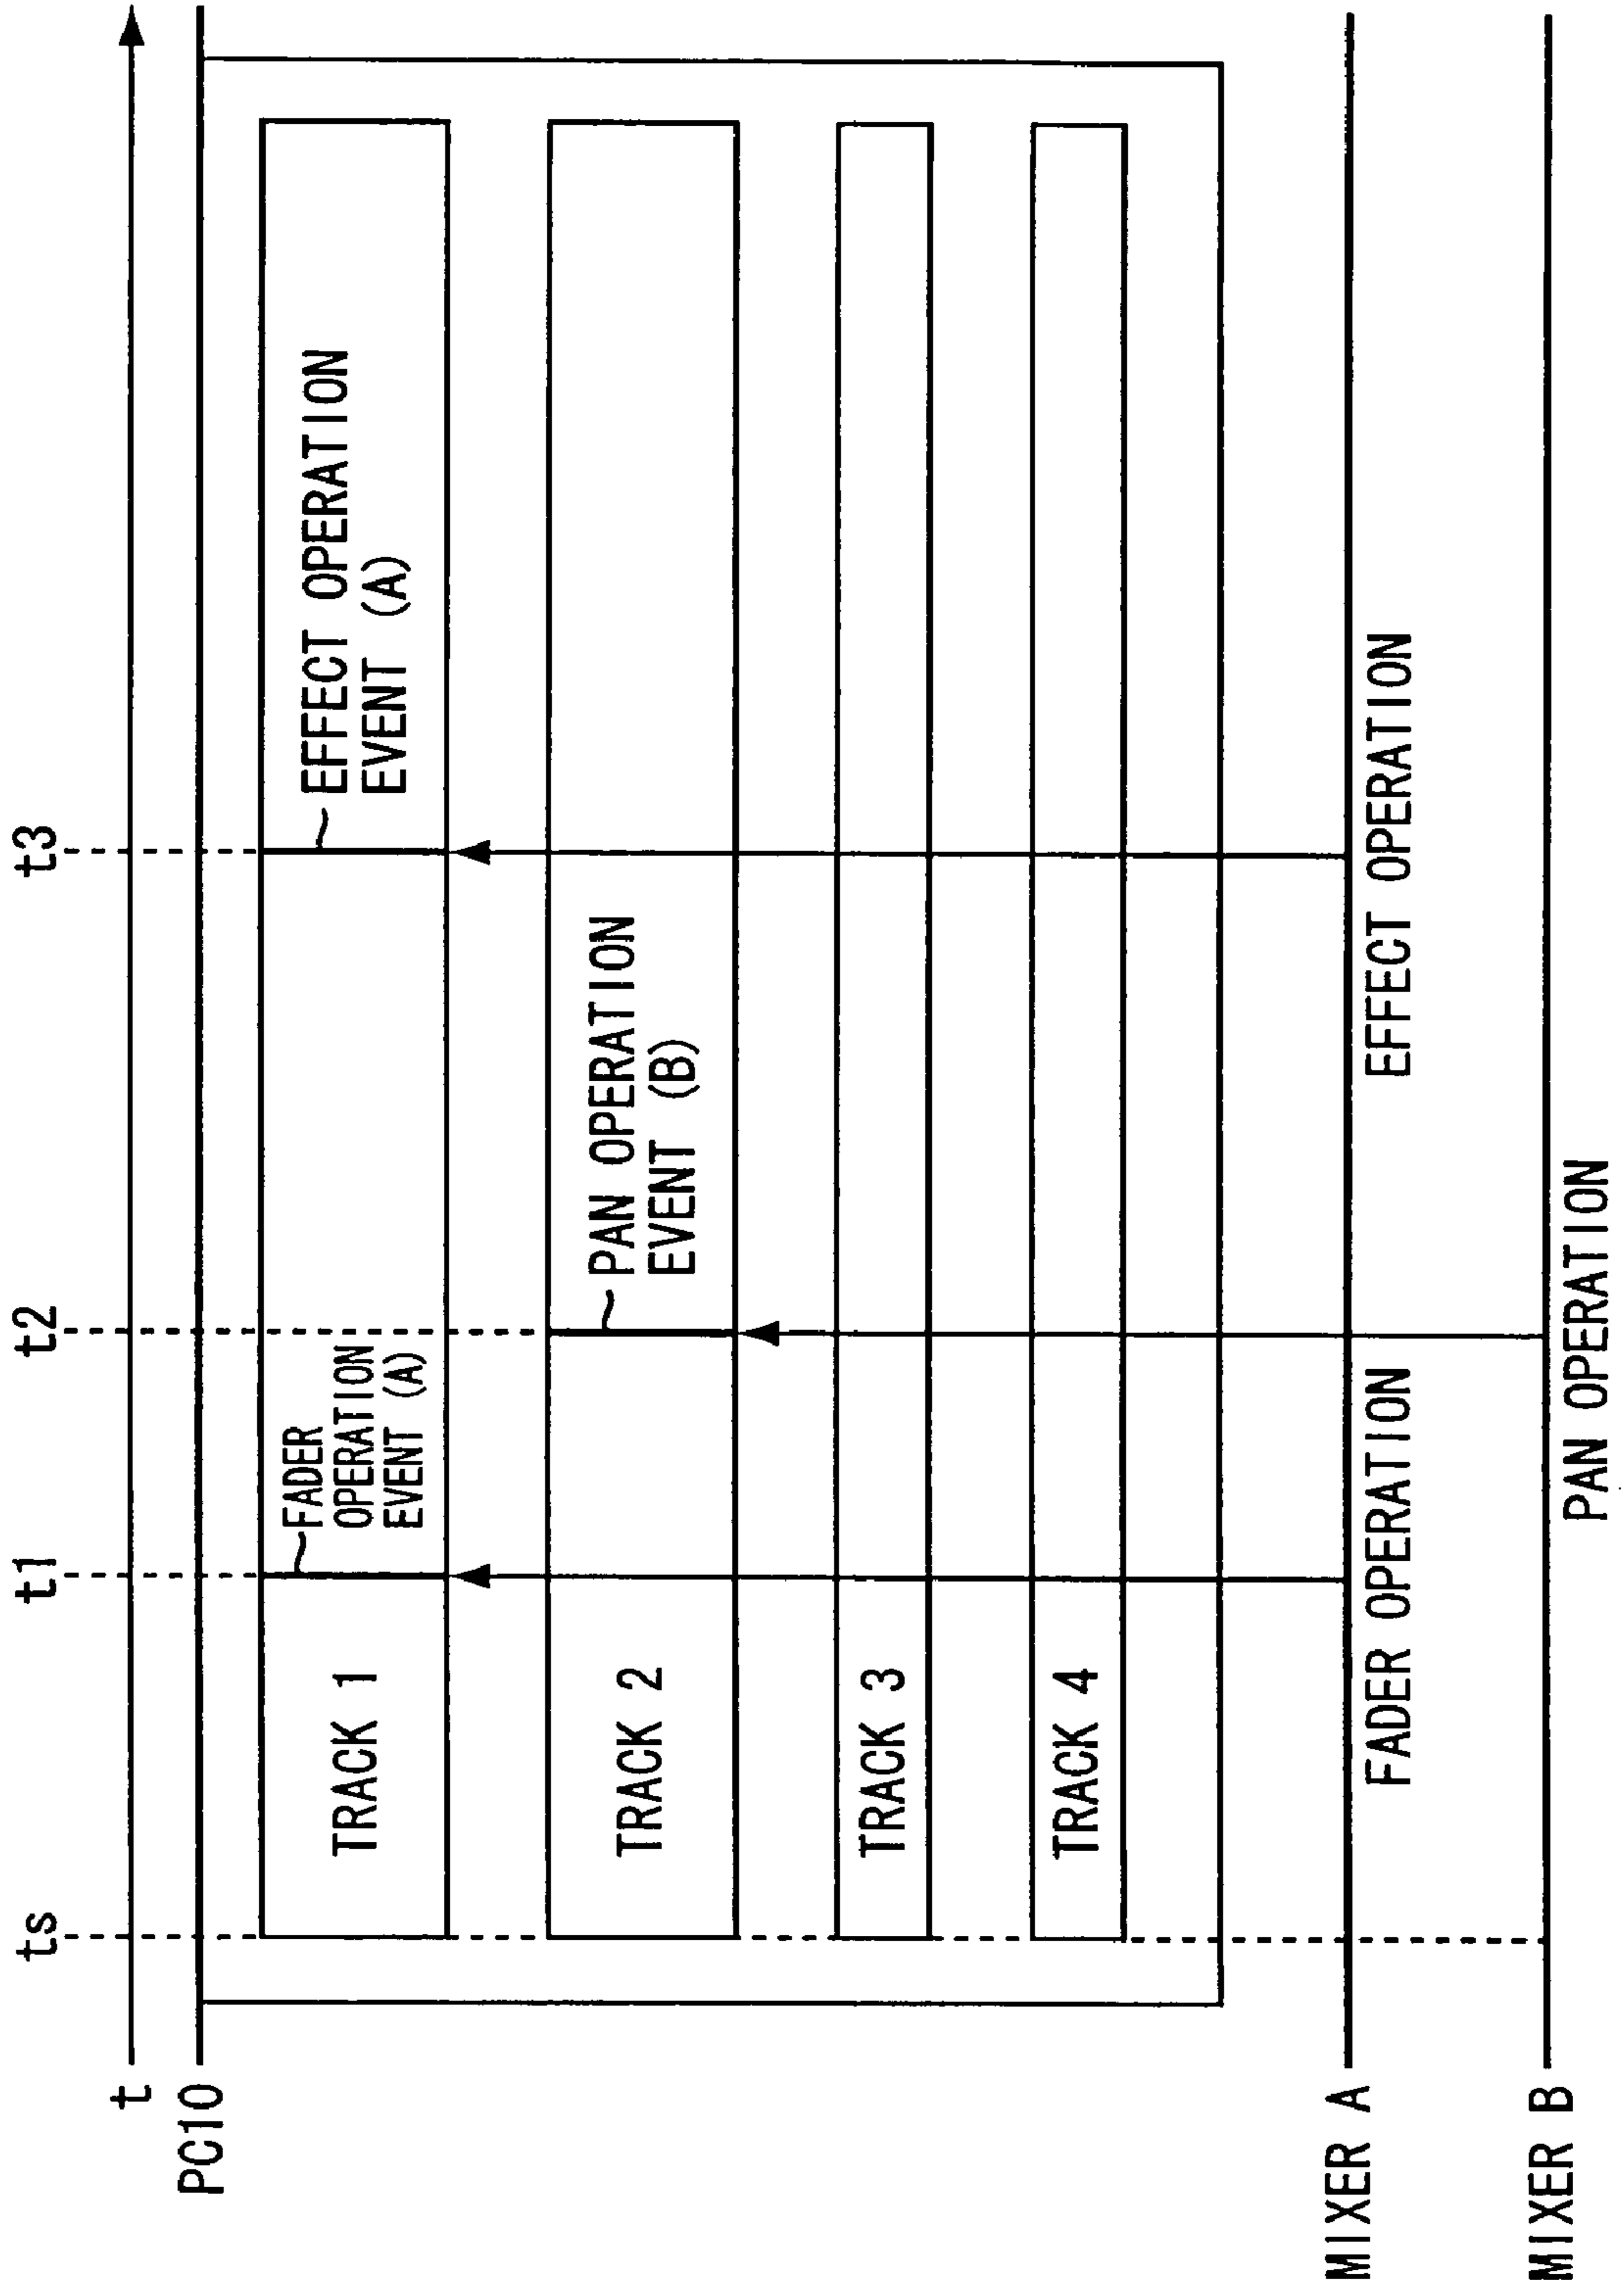 ts
t1
t2
t3
t
PC10
TRACK 1
FADER
OPERATION
EVENT (A)
EFFECT OPERATION
EVENT (A)
TRACK 2
PAN OPERATION
EVENT (B)
TRACK 3
TRACK 4
MIXER A
FADER OPERATION
EFFECT OPERATION
MIXER B
PAN OPERATION